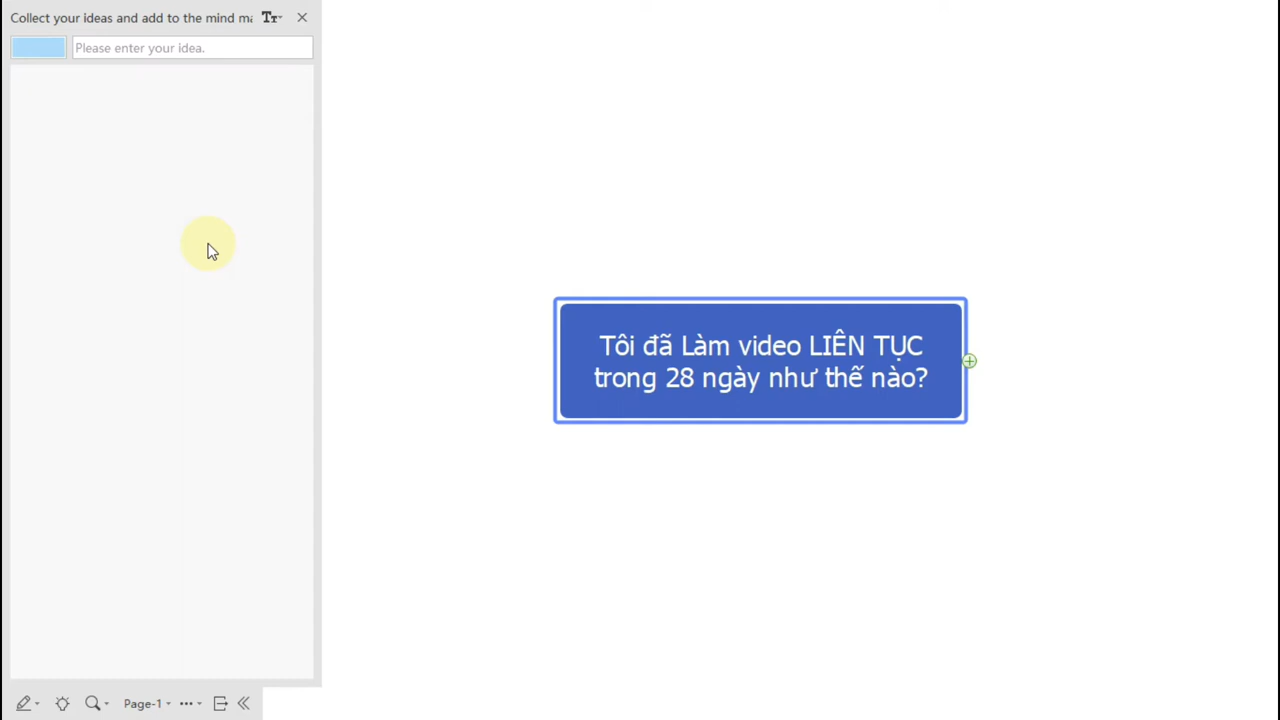 Collect your ideas and add to the mind ma
Please enter your idea.
Tôi đã Làm video LIÊN TỤC
trong 28 ngày như thế nào?
Page-1